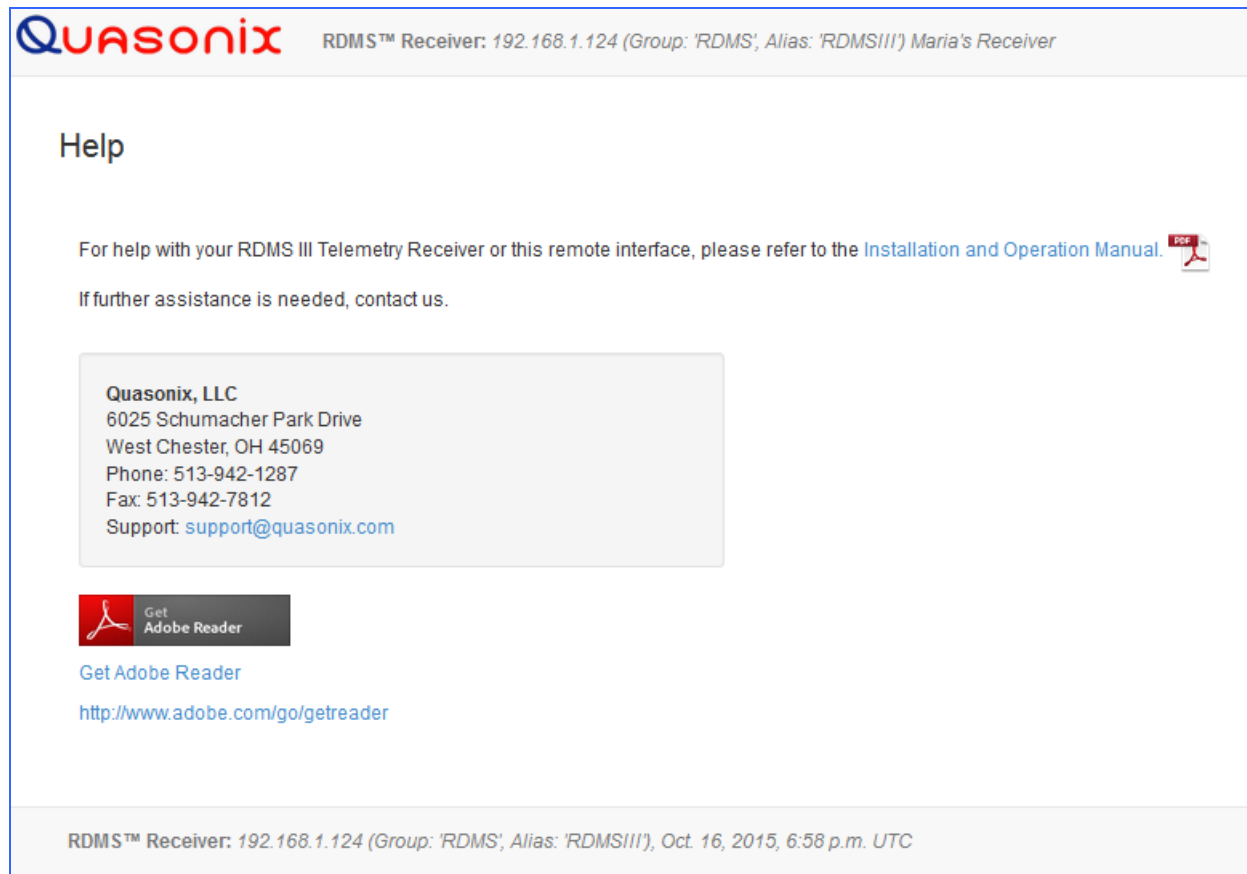 Quasonix RDMS™ Receiver: 192.168.1.124 (Group: 'RDMS', Alias: 'RDMSIII') Maria's Receiver
Help
For help with your RDMS III Telemetry Receiver or this remote interface, please refer to the Installation and Operation Manual. PDF
If further assistance is needed, contact us.
Quasonix, LLC
6025 Schumacher Park Drive
West Chester, OH 45069
Phone: 513-942-1287
Fax: 513-942-7812
Support: support@quasonix.com
Get
Adobe Reader
Get Adobe Reader
http://www.adobe.com/go/getreader
RDMS™ Receiver: 192.168.1.124 (Group: 'RDMS', Alias: 'RDMSIII'), Oct. 16, 2015, 6:58 p.m. UTC